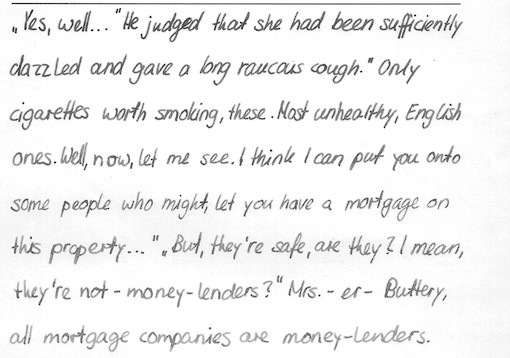 „Yes, well..." He judged that she had been sufficiently
dazzled and gave a long raucous cough." Only
cigarettes worth smoking, these. Most unhealthy, English
ones. Well, now, let me see. I think I can put you onto
some people who might, let you have a mortgage on
this property..." „But, they're safe, are they? I mean,
they're not - money-lenders?" Mrs. - er - Buttery,
all mortgage companies are money-lenders.